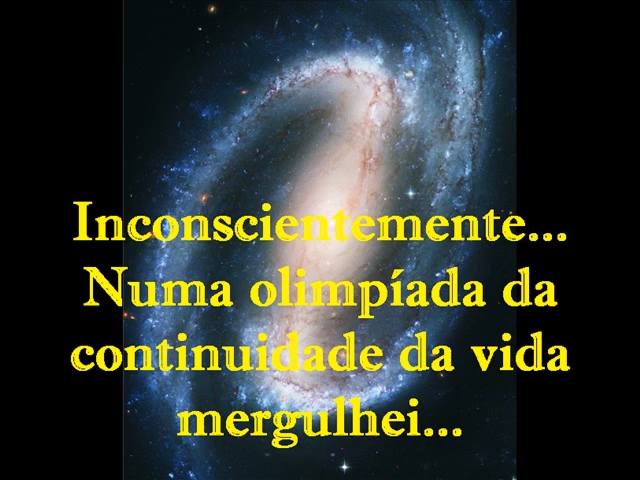 Inconscientemente...
Numa olimpíada da
continuidade da vida
mergulhei...